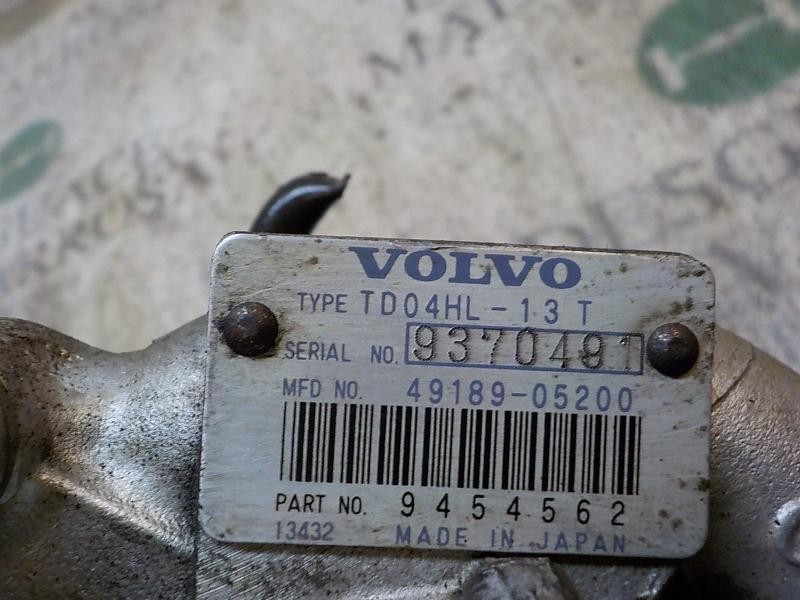 VOLVO
TYPE TD04HL-13T
SERIAL NO. 9370491
MFD NO. 49189-05200
PART NO. 9454562
13432 MADE IN JAPAN